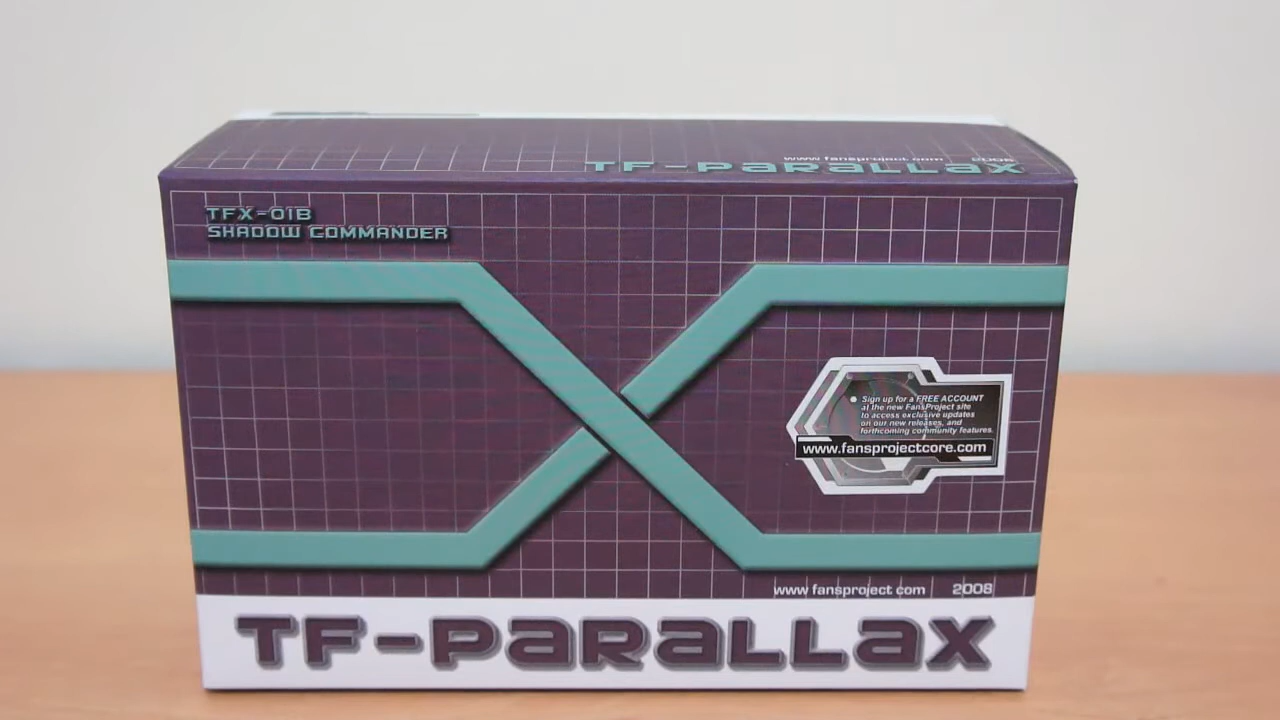 www fansproject com 2008
TF-PARALLAX
TFX-01B
SHADOW COMMANDER
Sign up for a FREE ACCOUNT
at the new FansProject site
to access exclusive updates
on our new releases, and
forthcoming community features.
www.fansprojectcore.com
www fansproject com 2008
TF-PARALLAX